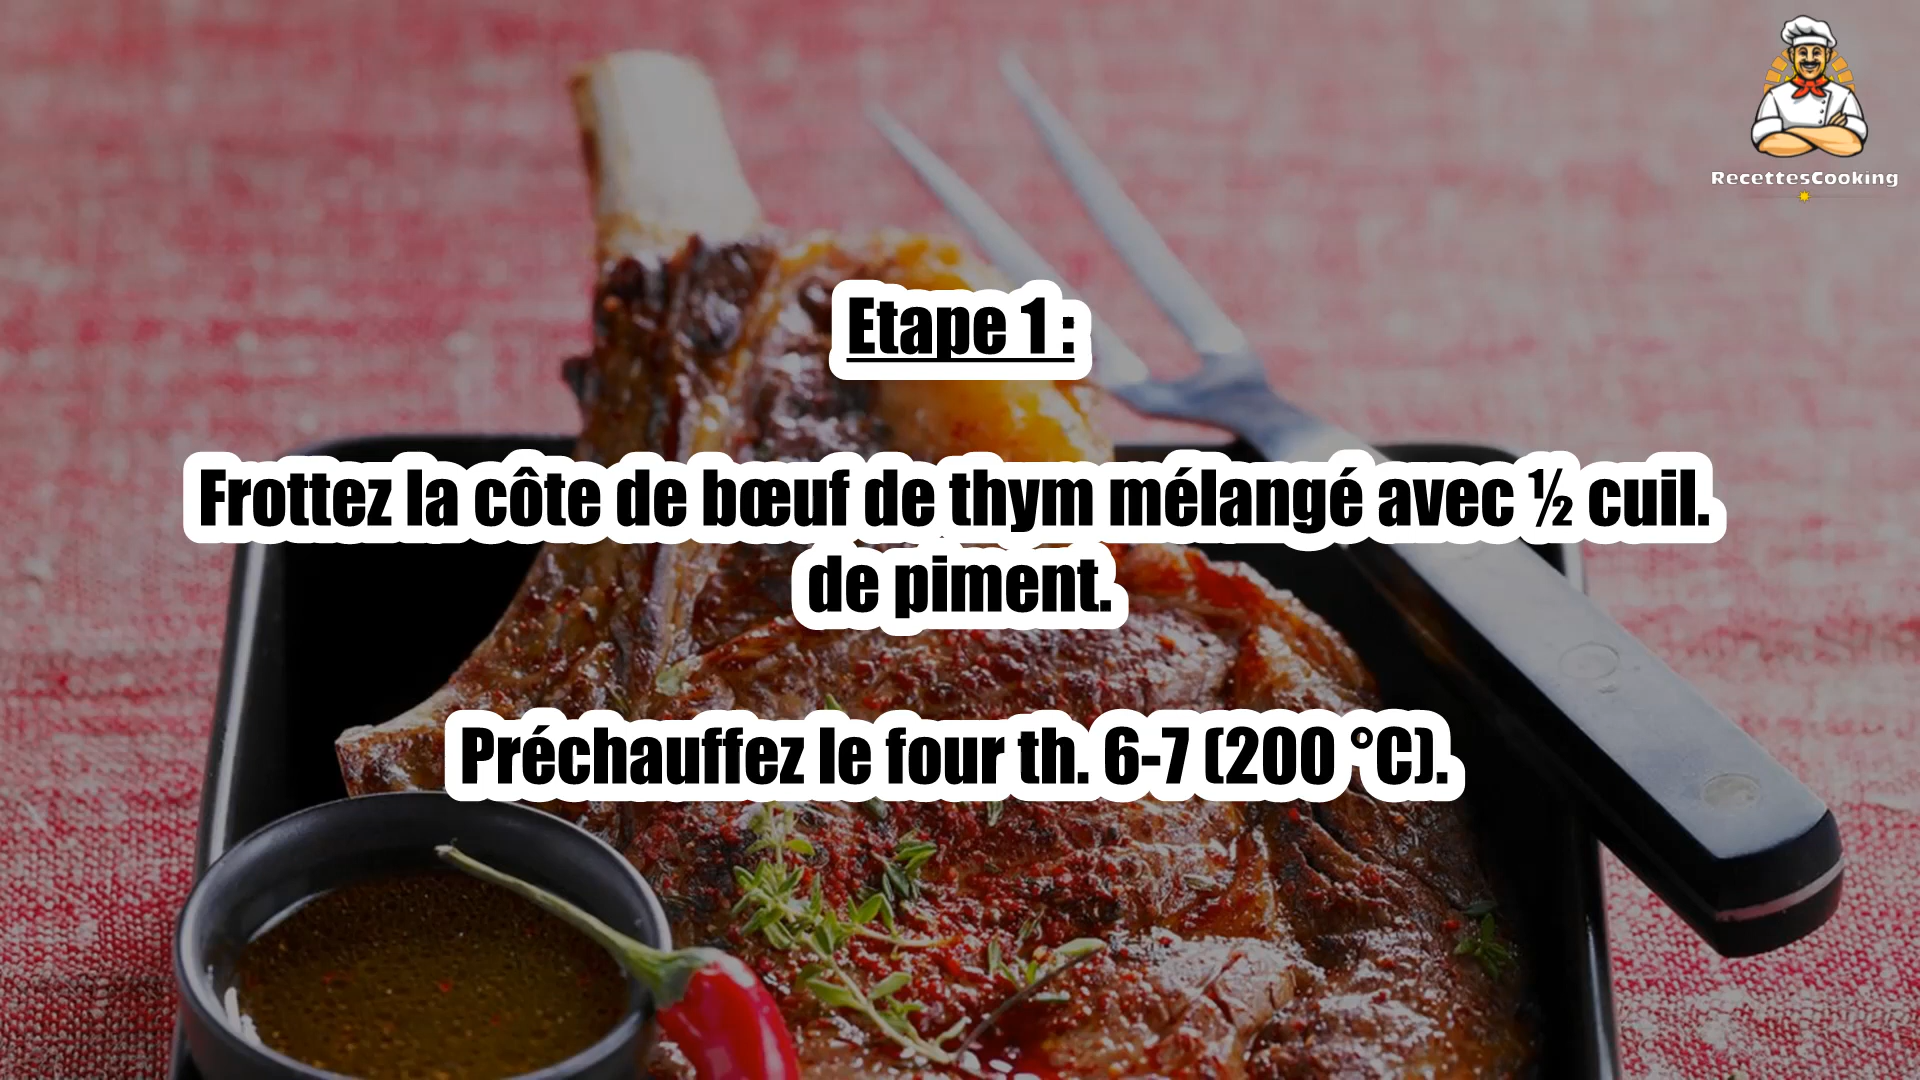 RecettesCooking
Etape 1 :
Frottez la côte de bœuf de thym mélangé avec ½ cuil.
de piment.
Préchauffez le four th. 6-7 (200 °C).